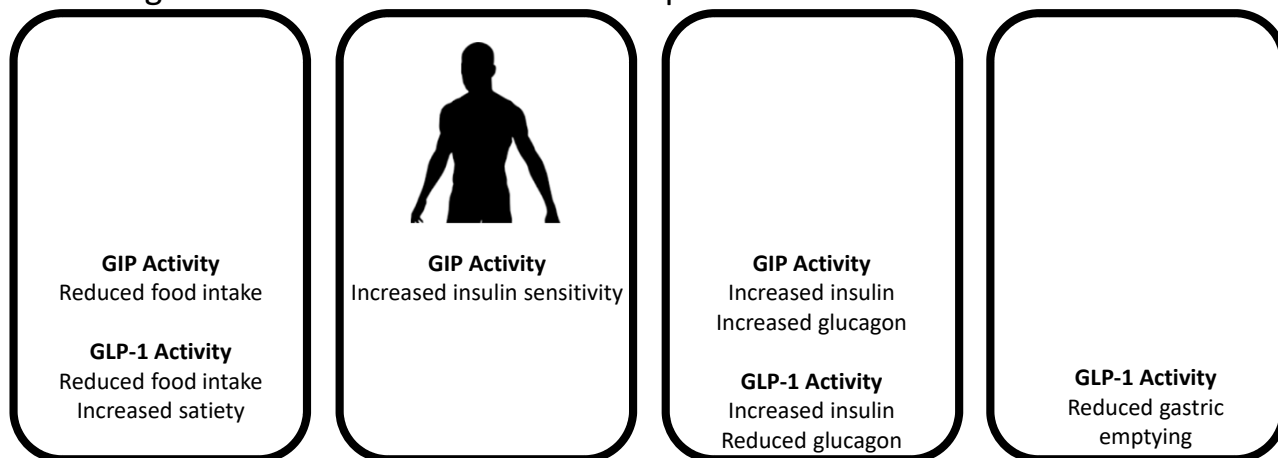 GIP Activity
Reduced food intake
GLP-1 Activity
Reduced food intake
Increased satiety
GIP Activity
Increased insulin sensitivity
GIP Activity
Increased insulin
Increased glucagon
GLP-1 Activity
Increased insulin
Reduced glucagon
GLP-1 Activity
Reduced gastric
emptying